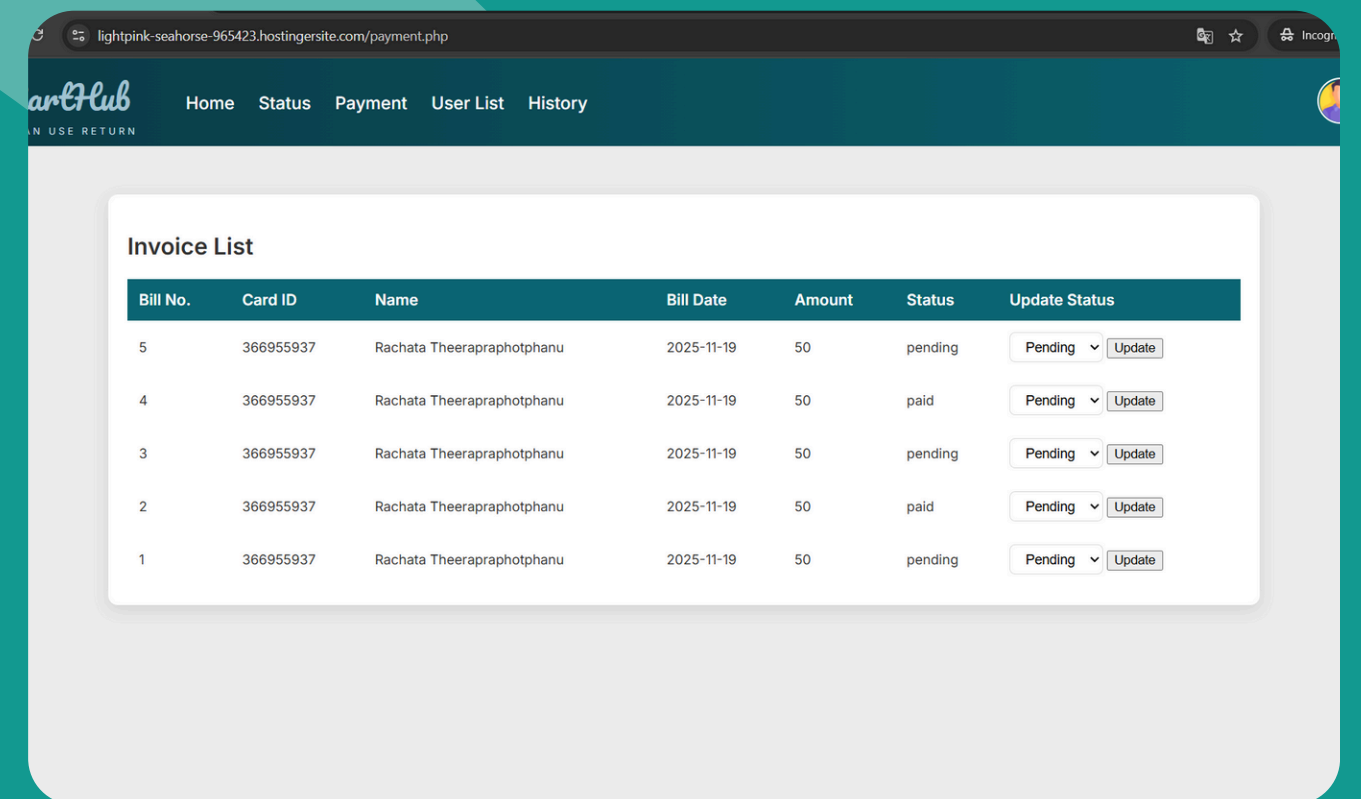 lightpink-seahorse-965423.hostingersite.com/payment.php
Home Status Payment User List History
USE RETURN
Invoice List
Bill No. Card ID Name Bill Date Amount Status Update Status
5 366955937 Rachata Theerapraphotphanu 2025-11-19 50 pending Pending Update
4 366955937 Rachata Theerapraphotphanu 2025-11-19 50 paid Pending Update
3 366955937 Rachata Theerapraphotphanu 2025-11-19 50 pending Pending Update
2 366955937 Rachata Theerapraphotphanu 2025-11-19 50 paid Pending Update
1 366955937 Rachata Theerapraphotphanu 2025-11-19 50 pending Pending Update